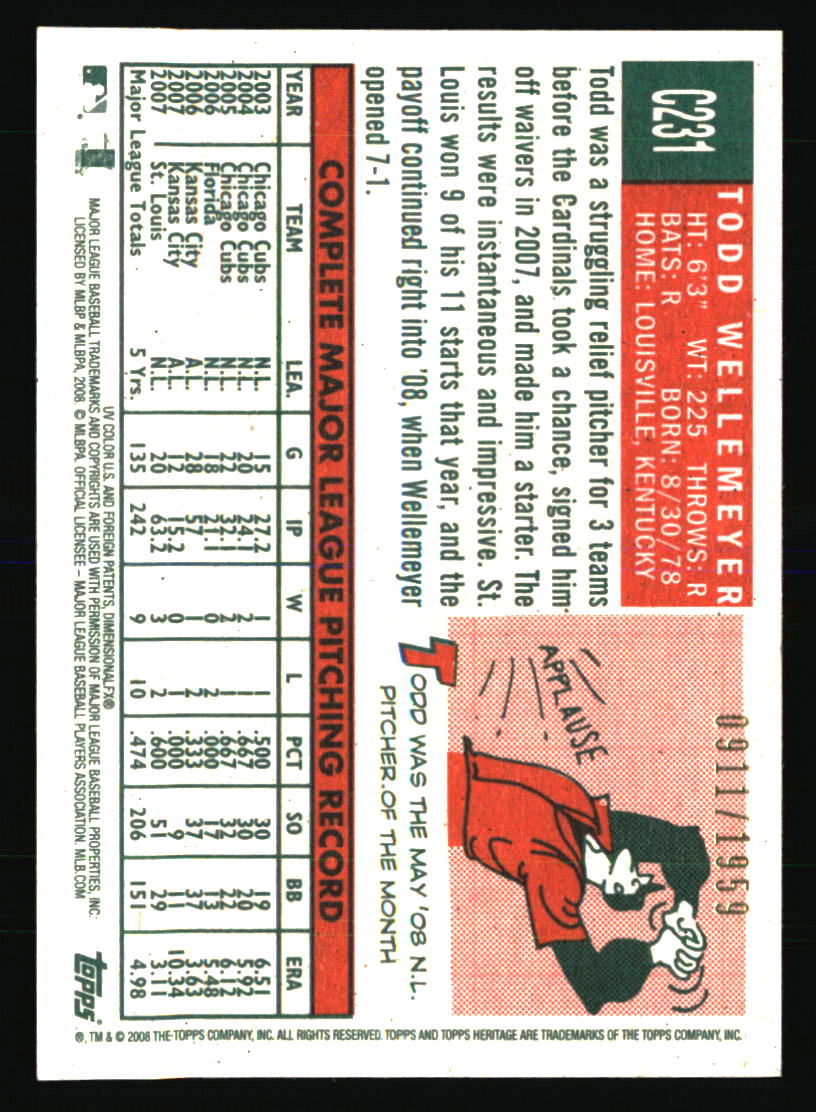 C231
TODD WELLEMEYER
HT: 6'3" WT: 225 THROWS: R
BATS: R BORN: 8/30/78
HOME: LOUISVILLE, KENTUCKY
0911/1959
Todd was a struggling relief pitcher for 3 teams
before the Cardinals took a chance, signed him
off waivers in 2007, and made him a starter. The
results were instantaneous and impressive. St.
Louis won 9 of his 11 starts that year, and the
payoff continued right into '08, when Wellemeyer
opened 7-1.
APPLAUSE
TODD WAS THE MAY '08 N.L.
PITCHER OF THE MONTH
COMPLETE MAJOR LEAGUE PITCHING RECORD
YEAR TEAM LEA. G IP W L PCT SO BB ERA
2003 Chicago Cubs N.L. 15 27.2 1 1 .500 30 19 6.51
2004 Chicago Cubs N.L. 20 24.1 2 1 .667 30 20 5.92
2005 Chicago Cubs N.L. 22 32.1 2 1 .667 32 22 6.12
2006 Florida N.L. 18 21.1 0 2 .000 17 13 5.48
2006 Kansas City A.L. 28 57 1 2 .333 37 37 3.63
2007 Kansas City A.L. 12 15.2 0 1 .000 9 11 10.34
2007 St. Louis N.L. 20 63.2 3 2 .600 51 29 3.11
Major League Totals 5 Yrs. 135 242 9 10 .474 206 151 4.98
UV COLOR U.S. AND FOREIGN PATENTS, DIMENSIONALFX®
MAJOR LEAGUE BASEBALL TRADEMARKS AND COPYRIGHTS ARE USED WITH PERMISSION OF MAJOR LEAGUE BASEBALL PROPERTIES, INC.
LICENSED BY MLBP & MLBPA, 2008. © MLBPA. OFFICIAL LICENSEE – MAJOR LEAGUE BASEBALL PLAYERS ASSOCIATION. MLB.COM
topps®
®, TM & © 2008 THE TOPPS COMPANY, INC. ALL RIGHTS RESERVED. TOPPS AND TOPPS HERITAGE ARE TRADEMARKS OF THE TOPPS COMPANY, INC.